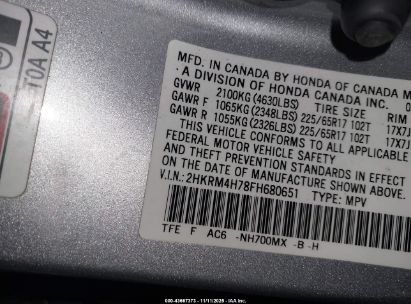 T0A A4
MFD. IN CANADA BY HONDA OF CANADA M
. A DIVISION OF HONDA CANADA INC.
GVWR 2100KG (4630LBS) TIRE SIZE RIM
GAWR F 1065KG (2348LBS) 225/65R17 102T 17X7J
GAWR R 1055KG (2326LBS) 225/65R17 102T 17X7J
THIS VEHICLE CONFORMS TO ALL APPLICABLE
FEDERAL MOTOR VEHICLE SAFETY
AND THEFT PREVENTION STANDARDS IN
EFFECT ON THE DATE OF MANUFACTURE SHOWN ABOVE.
V.I.N.: 2HKRM4H78FH680651 TYPE: MPV
TFE F AC6 -NH700MX -B -H